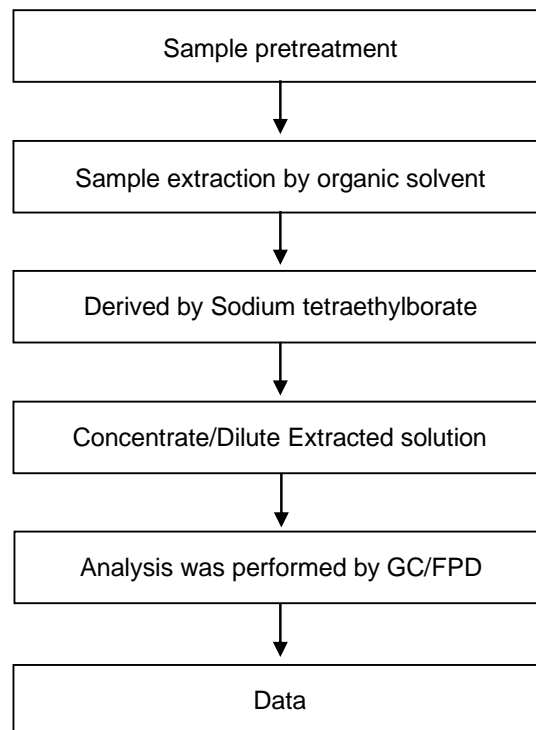 Sample pretreatment
Sample extraction by organic solvent
Derived by Sodium tetraethylborate
Concentrate/Dilute Extracted solution
Analysis was performed by GC/FPD
Data